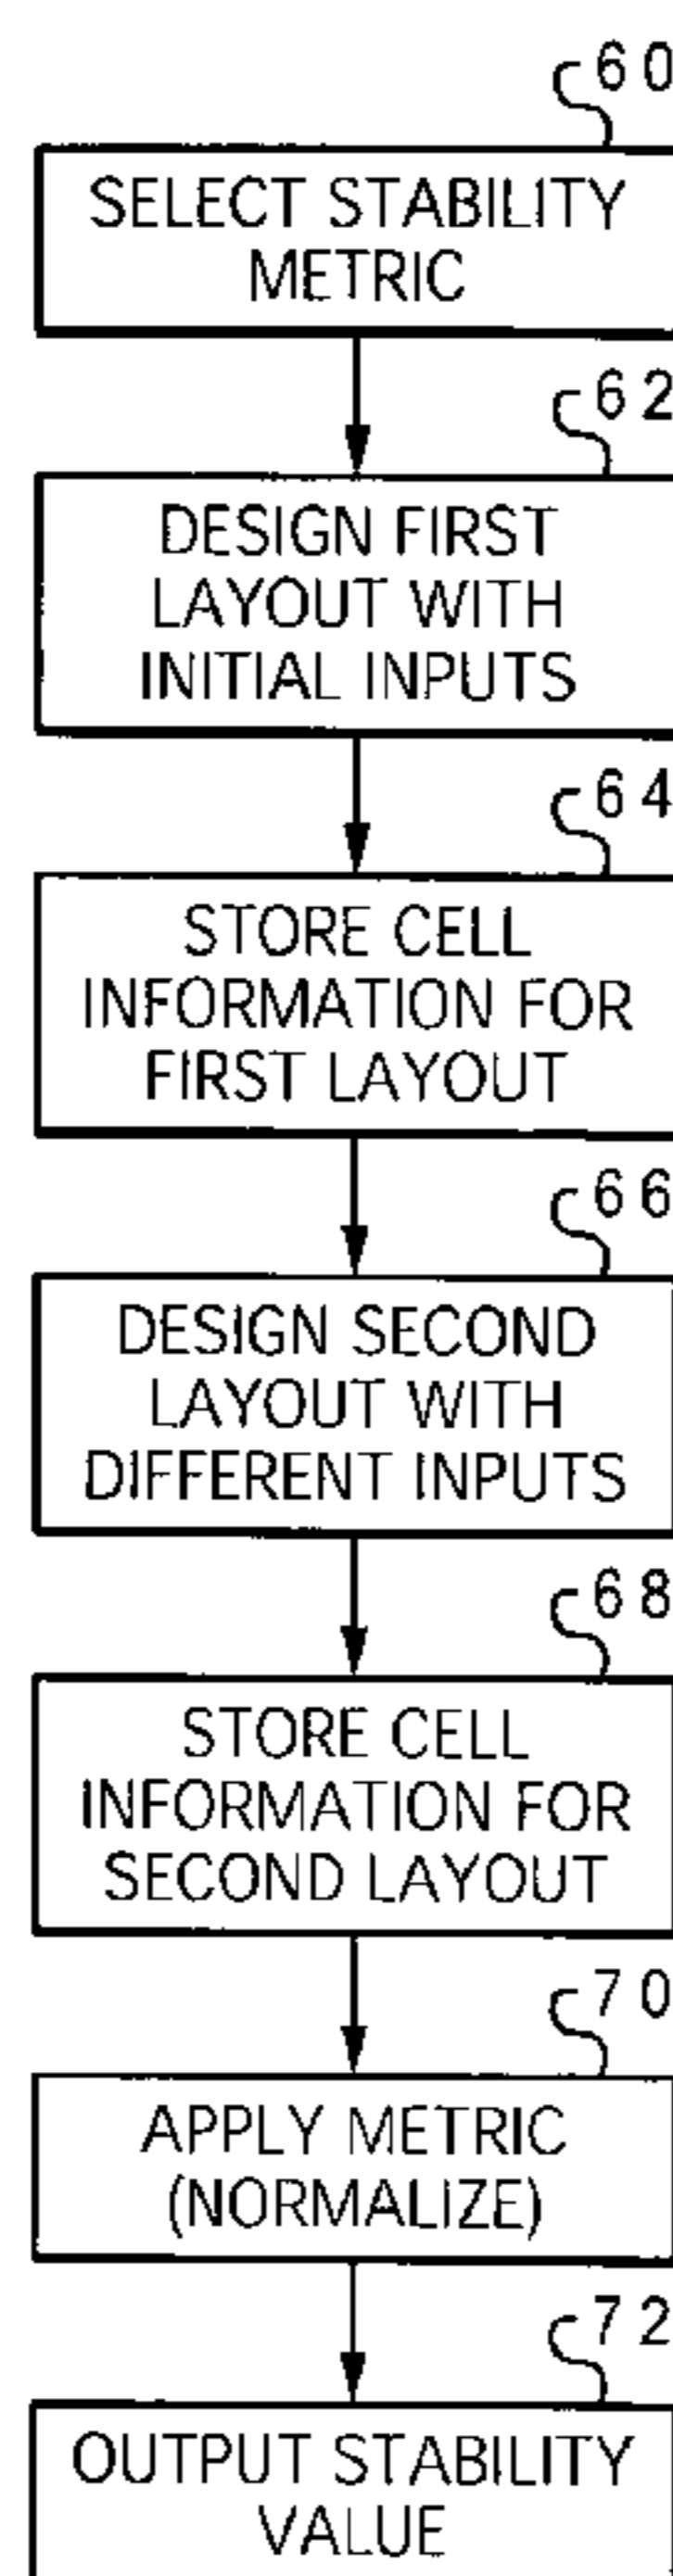 60
SELECT STABILITY
METRIC
62
DESIGN FIRST
LAYOUT WITH
INITIAL INPUTS
64
STORE CELL
INFORMATION FOR
FIRST LAYOUT
66
DESIGN SECOND
LAYOUT WITH
DIFFERENT INPUTS
68
STORE CELL
INFORMATION FOR
SECOND LAYOUT
70
APPLY METRIC
(NORMALIZE)
72
OUTPUT STABILITY
VALUE